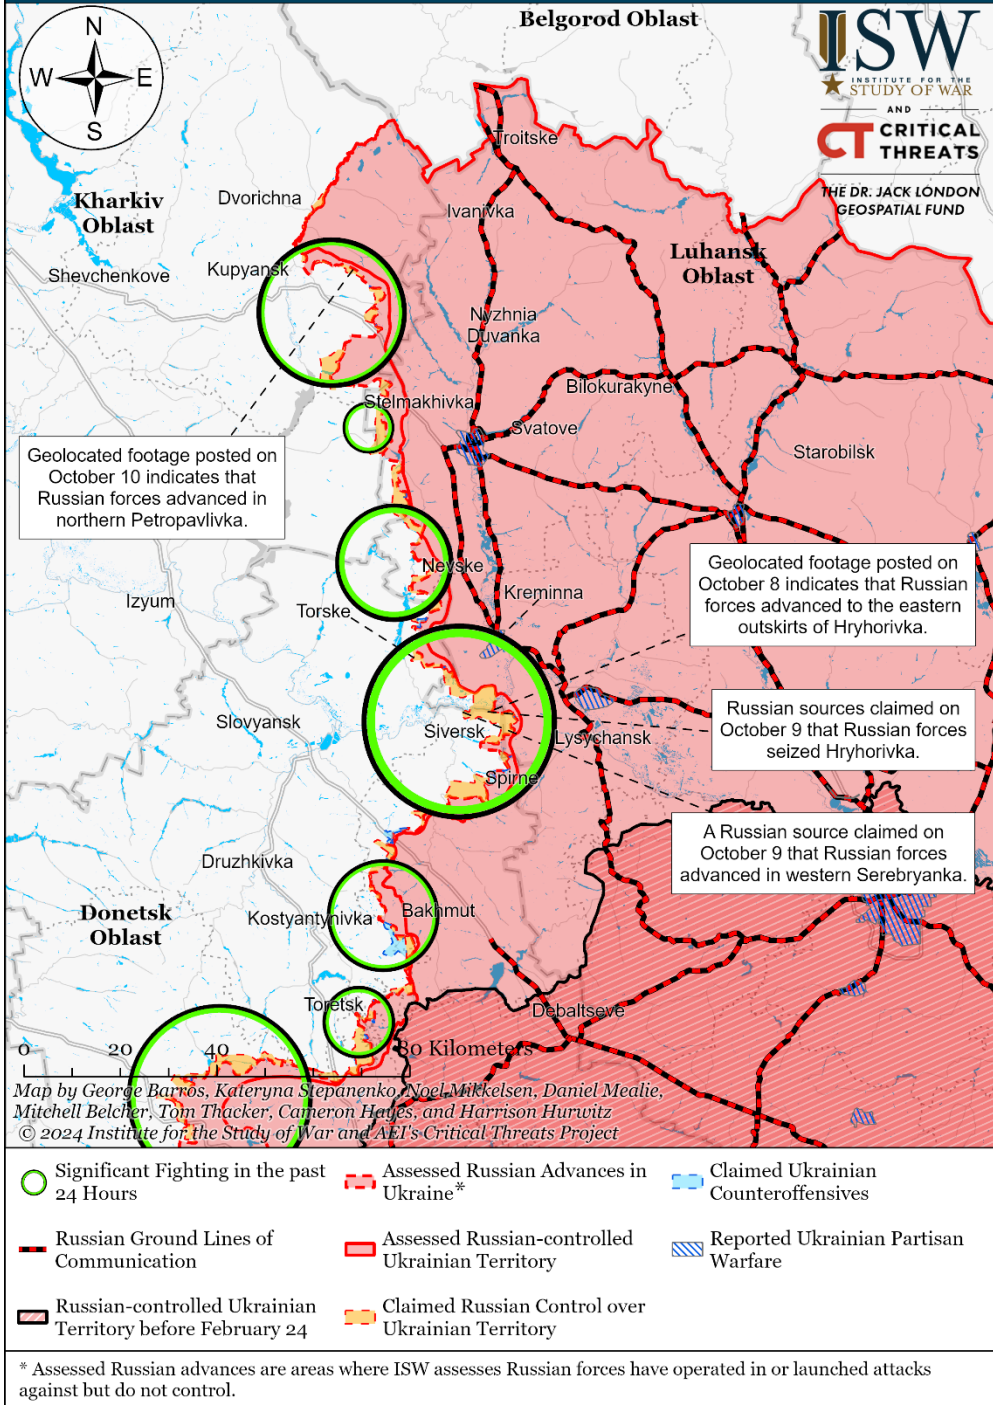 Belgorod Oblast
N
W E
S
ISW
INSTITUTE FOR THE
STUDY OF WAR
AND
CT CRITICAL
THREATS
THE DR. JACK LONDON
GEOSPATIAL FUND
Troitske
Dvorichna
Kharkiv
Oblast
Ivanivka
Luhansk
Oblast
Shevchenkove
Kupyansk
Nyzhnia
Duvanka
Bilokurakyne
Stelmakhivka
Svatove
Starobilsk
Geolocated footage posted on
October 10 indicates that
Russian forces advanced in
northern Petropavlivka.
Nevske
Geolocated footage posted on
October 8 indicates that Russian
forces advanced to the eastern
outskirts of Hryhorivka.
Izyum
Torske
Kreminna
Slovyansk
Siversk
Lysychansk
Russian sources claimed on
October 9 that Russian forces
seized Hryhorivka.
Spirne
A Russian source claimed on
October 9 that Russian forces
advanced in western Serebryanka.
Druzhkivka
Donetsk
Oblast
Kostyantynivka
Bakhmut
Toretsk
Debaltseve
0 20 40 80 Kilometers
Map by George Barros, Kateryna Stepanenko, Noel Mikkelsen, Daniel Mealie,
Mitchell Belcher, Tom Thacker, Cameron Hayes, and Harrison Hurwitz
© 2024 Institute for the Study of War and AEI's Critical Threats Project
Significant Fighting in the past
24 Hours
Assessed Russian Advances in
Ukraine*
Claimed Ukrainian
Counteroffensives
Russian Ground Lines of
Communication
Assessed Russian-controlled
Ukrainian Territory
Reported Ukrainian Partisan
Warfare
Russian-controlled Ukrainian
Territory before February 24
Claimed Russian Control over
Ukrainian Territory
* Assessed Russian advances are areas where ISW assesses Russian forces have operated in or launched attacks
against but do not control.